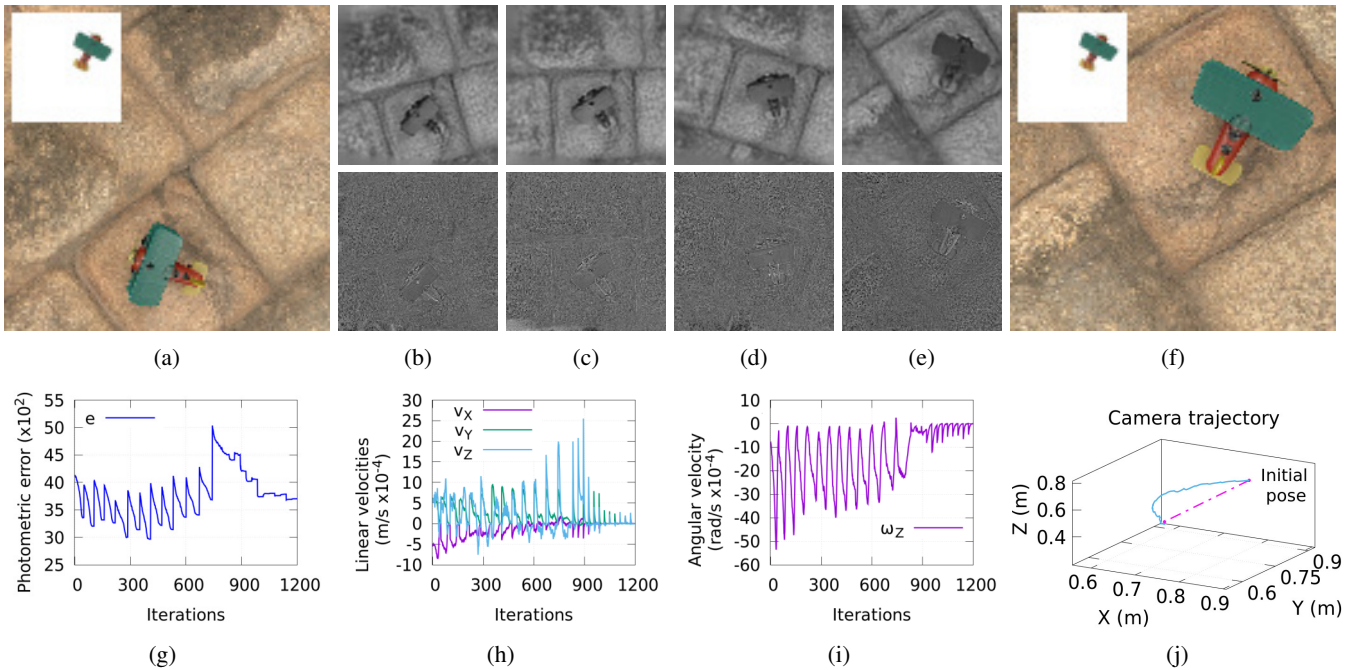 (a)
(b)
(c)
(d)
(e)
(f)
Photometric error (x10²)
55
50
45
40
35
30
25
e
0 300 600 900 1200
Iterations
(g)
Linear velocities
(m/s x10⁻⁴)
30
25
20
15
10
5
0
-5
-10
vX
vY
vZ
0 300 600 900 1200
Iterations
(h)
Angular velocity
(rad/s x10⁻⁴)
10
0
-10
-20
-30
-40
-50
-60
ωZ
0 300 600 900 1200
Iterations
(i)
Camera trajectory
Initial
pose
Z (m)
0.8
0.6
0.4
0.6 0.7 0.8 0.9
X (m)
0.6 0.75 0.9
Y (m)
(j)